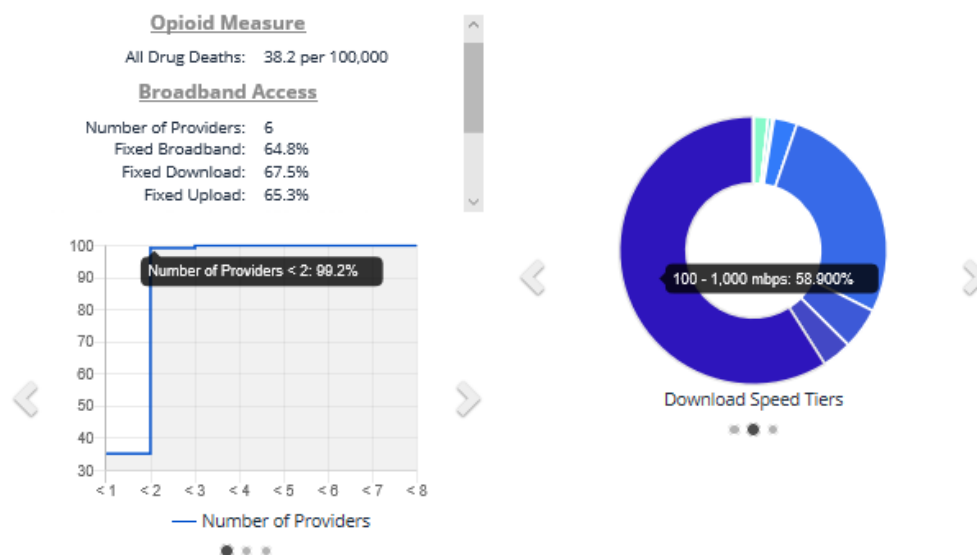 Opioid Measure
All Drug Deaths: 38.2 per 100,000
Broadband Access
Number of Providers: 6
Fixed Broadband: 64.8%
Fixed Download: 67.5%
Fixed Upload: 65.3%
100
90
80
70
60
50
40
30
Number of Providers < 2: 99.2%
< 1 < 2 < 3 < 4 < 5 < 6 < 7 < 8
Number of Providers
100 - 1,000 mbps: 58.900%
Download Speed Tiers